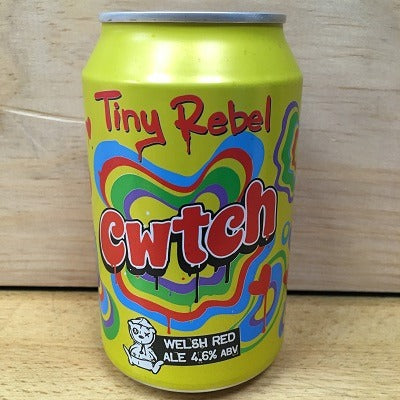 Tiny Rebel
cwtch
WELSH RED
ALE 4.6% ABV